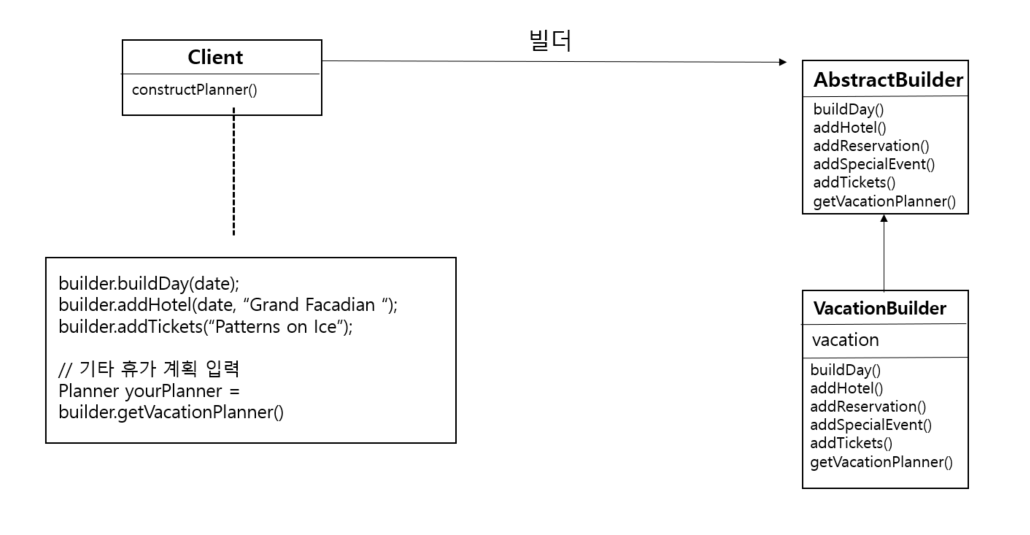 빌더
Client
constructPlanner()
AbstractBuilder
buildDay()
addHotel()
addReservation()
addSpecialEvent()
addTickets()
getVacationPlanner()
builder.buildDay(date);
builder.addHotel(date, “Grand Facadian “);
builder.addTickets(“Patterns on Ice”);
// 기타 휴가 계획 입력
Planner yourPlanner =
builder.getVacationPlanner()
VacationBuilder
vacation
buildDay()
addHotel()
addReservation()
addSpecialEvent()
addTickets()
getVacationPlanner()